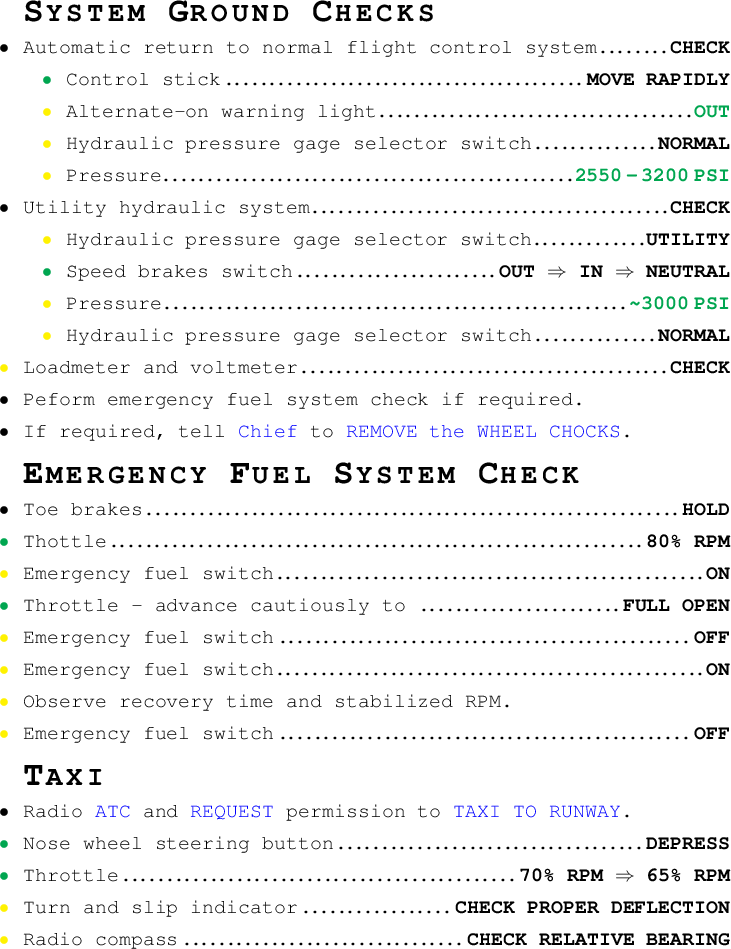 SYSTEM GROUND CHECKS
• Automatic return to normal flight control system........CHECK
• Control stick.........................................MOVE RAPIDLY
• Alternate-on warning light....................................OUT
• Hydraulic pressure gage selector switch..............NORMAL
• Pressure...............................................2550 – 3200 PSI
• Utility hydraulic system.........................................CHECK
• Hydraulic pressure gage selector switch.............UTILITY
• Speed brakes switch.......................OUT ⇒ IN ⇒ NEUTRAL
• Pressure.....................................................~3000 PSI
• Hydraulic pressure gage selector switch..............NORMAL
• Loadmeter and voltmeter..........................................CHECK
• Peform emergency fuel system check if required.
• If required, tell Chief to REMOVE the WHEEL CHOCKS.
EMERGENCY FUEL SYSTEM CHECK
• Toe brakes.............................................................HOLD
• Thottle.............................................................80% RPM
• Emergency fuel switch.................................................ON
• Throttle – advance cautiously to .......................FULL OPEN
• Emergency fuel switch...............................................OFF
• Emergency fuel switch.................................................ON
• Observe recovery time and stabilized RPM.
• Emergency fuel switch...............................................OFF
TAXI
• Radio ATC and REQUEST permission to TAXI TO RUNWAY.
• Nose wheel steering button...................................DEPRESS
• Throttle.............................................70% RPM ⇒ 65% RPM
• Turn and slip indicator.................CHECK PROPER DEFLECTION
• Radio compass................................CHECK RELATIVE BEARING